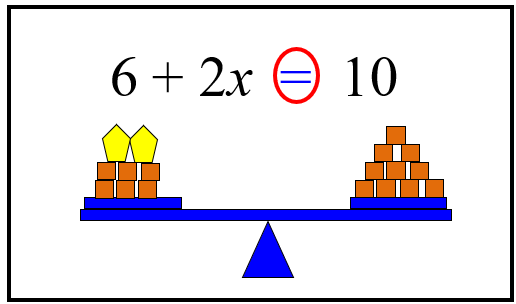 6 + 2x = 10